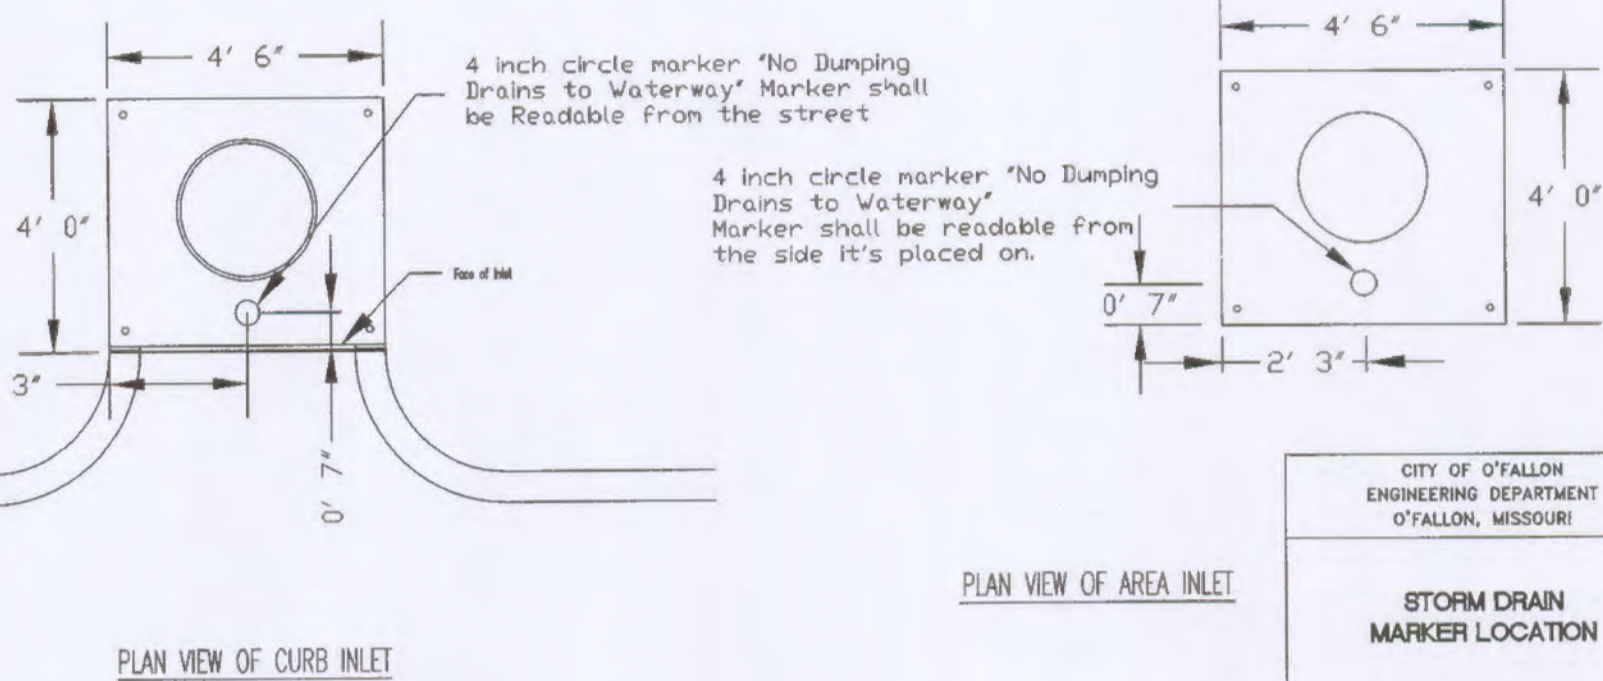 4' 6"
4 inch circle marker "No Dumping
Drains to Waterway" Marker shall
be Readable from the street
4' 0"
Face of Inlet
3"
0' 7"
PLAN VIEW OF CURB INLET
4' 6"
4 inch circle marker "No Dumping
Drains to Waterway"
Marker shall be readable from
the side it's placed on.
4' 0"
0' 7"
2' 3"
PLAN VIEW OF AREA INLET
CITY OF O'FALLON
ENGINEERING DEPARTMENT
O'FALLON, MISSOURI
STORM DRAIN
MARKER LOCATION